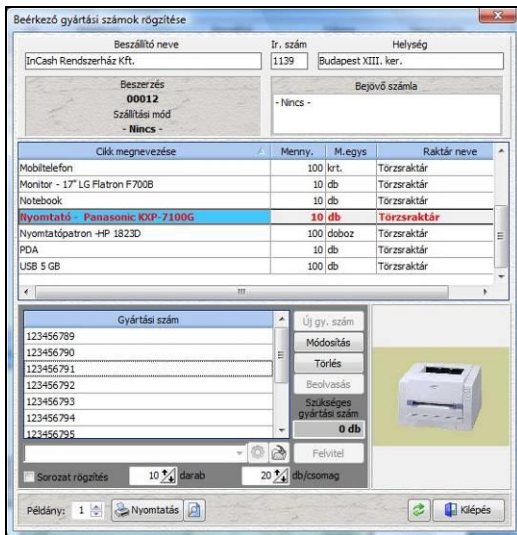 Beérkező gyártási számok rögzítése
Beszállító neve Ir. szám Helység
InCash Rendszerház Kft. 1139 Budapest XIII. ker.
Beszerzés
00012
Szállítási mód
- Nincs -
Bejövő számla
- Nincs -
Cikk megnevezése Menny. M.egys Raktár neve
Mobiltelefon 100 krt. Törzsraktár
Monitor - 17" LG Flatron F700B 10 db Törzsraktár
Notebook 10 db Törzsraktár
Nyomtató - Panasonic KXP-7100G 10 db Törzsraktár
Nyomtatópatron -HP 1823D 100 doboz Törzsraktár
PDA 10 db Törzsraktár
USB 5 GB 100 db Törzsraktár
Gyártási szám
123456789
123456790
123456791
123456792
123456793
123456794
123456795
Új gy. szám
Módosítás
Törlés
Beolvasás
Szükséges
gyártási szám
0 db
Felvitel
Sorozat rögzítés 10 darab 20 db/csomag
Példány: 1 Nyomtatás Kilépés